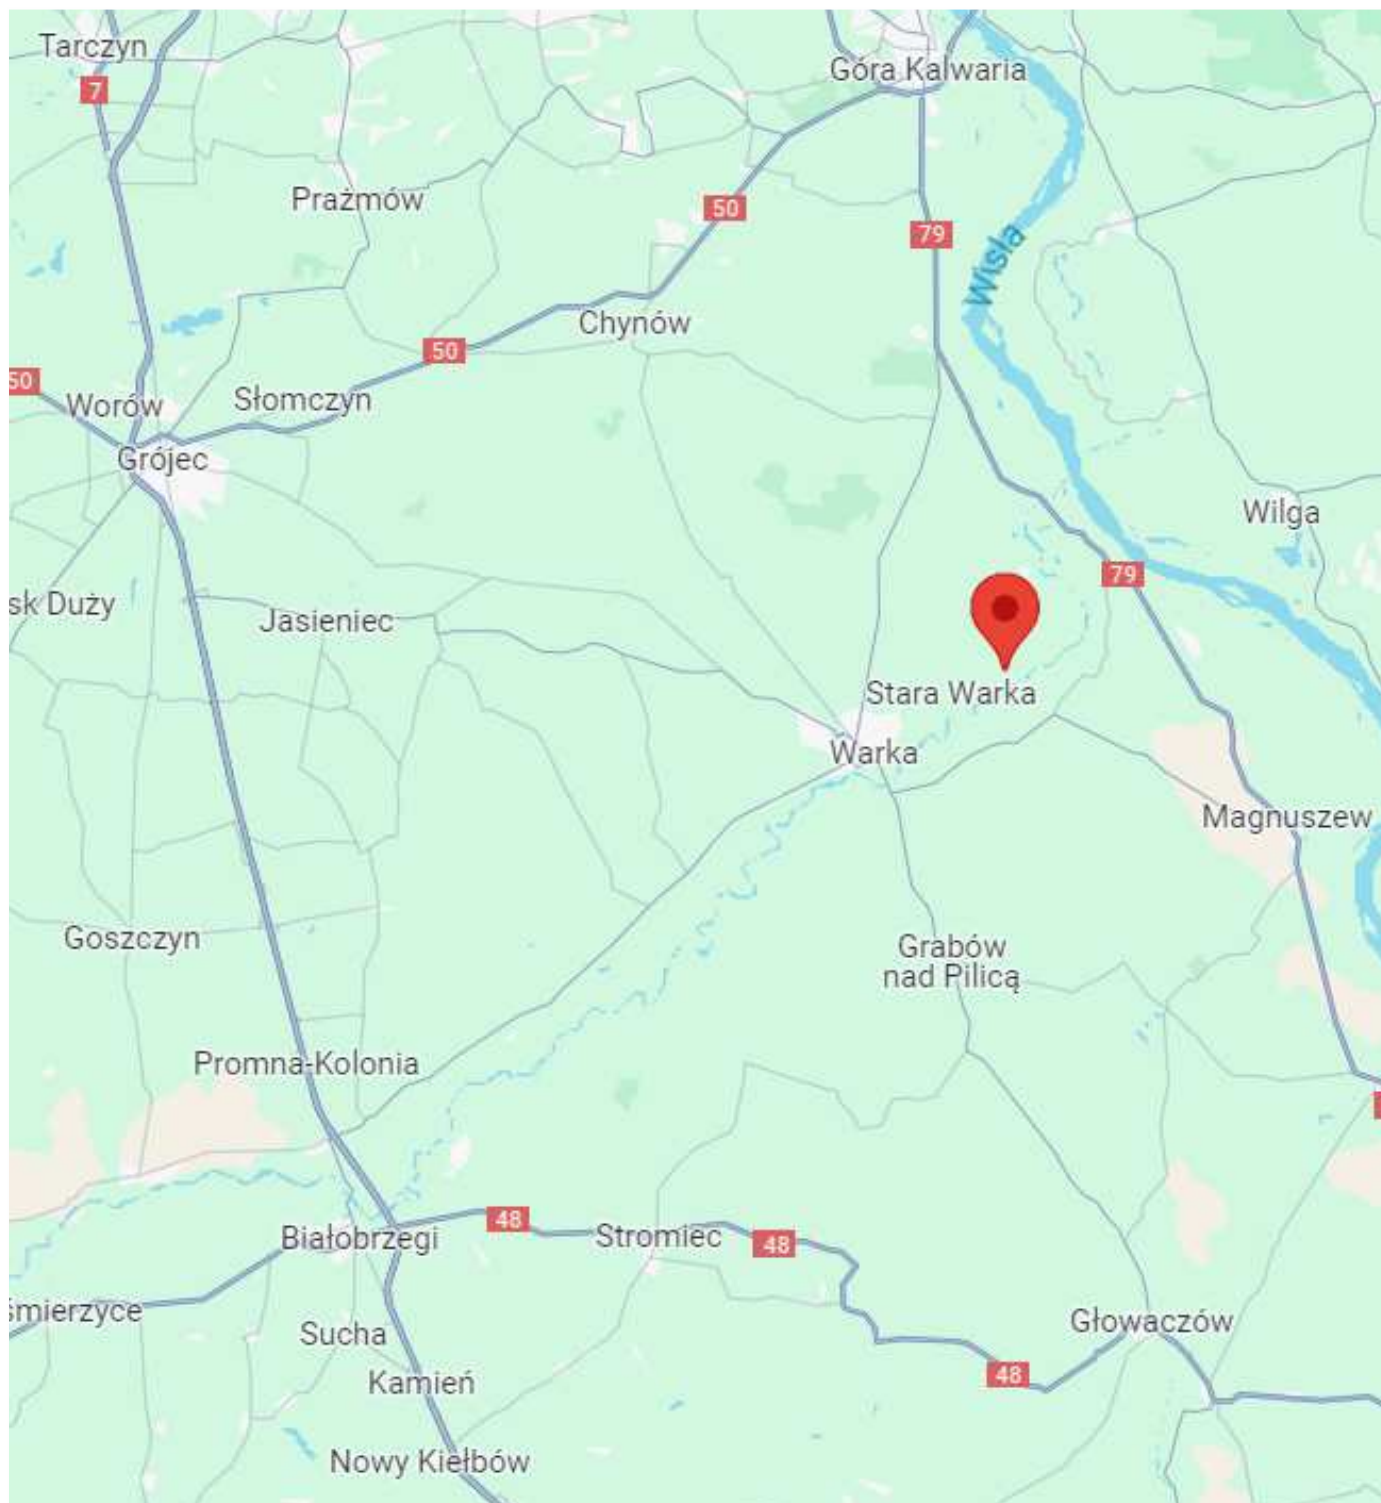 Tarczyn
Góra Kalwaria
7
Prażmów
50
79
Wisła
Chynów
50
50
Worów
Słomczyn
Grójec
Wilga
79
sk Duży
Jasieniec
Stara Warka
Warka
Magnuszew
Goszczyn
Grabów
nad Pilicą
Promna-Kolonia
48
Białobrzegi
Stromiec
48
śmierzyce
Głowaczów
Sucha
48
Kamień
Nowy Kiełbów